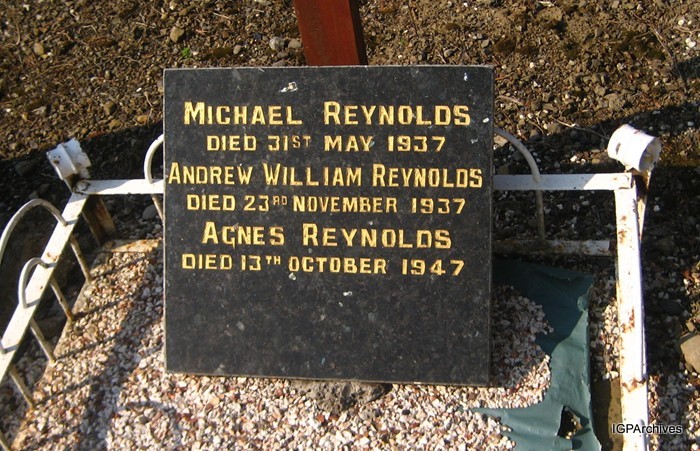 MICHAEL REYNOLDS
DIED 31ST MAY 1937
ANDREW WILLIAM REYNOLDS
DIED 23RD NOVEMBER 1937
AGNES REYNOLDS
DIED 13TH OCTOBER 1947
IGPArchives